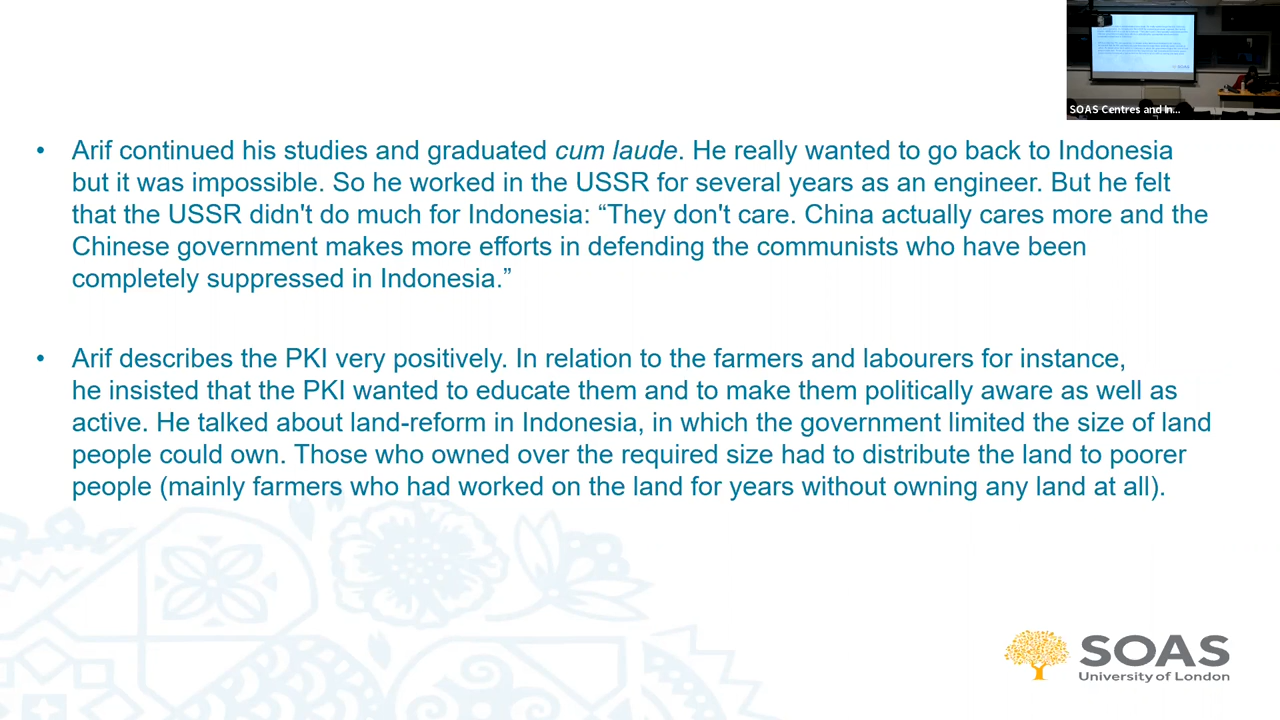 SOAS Centres and In...
• Arif continued his studies and graduated cum laude. He really wanted to go back to Indonesia
but it was impossible. So he worked in the USSR for several years as an engineer. But he felt
that the USSR didn't do much for Indonesia: “They don't care. China actually cares more and the
Chinese government makes more efforts in defending the communists who have been
completely suppressed in Indonesia.”
• Arif describes the PKI very positively. In relation to the farmers and labourers for instance,
he insisted that the PKI wanted to educate them and to make them politically aware as well as
active. He talked about land-reform in Indonesia, in which the government limited the size of land
people could own. Those who owned over the required size had to distribute the land to poorer
people (mainly farmers who had worked on the land for years without owning any land at all).
SOAS
University of London